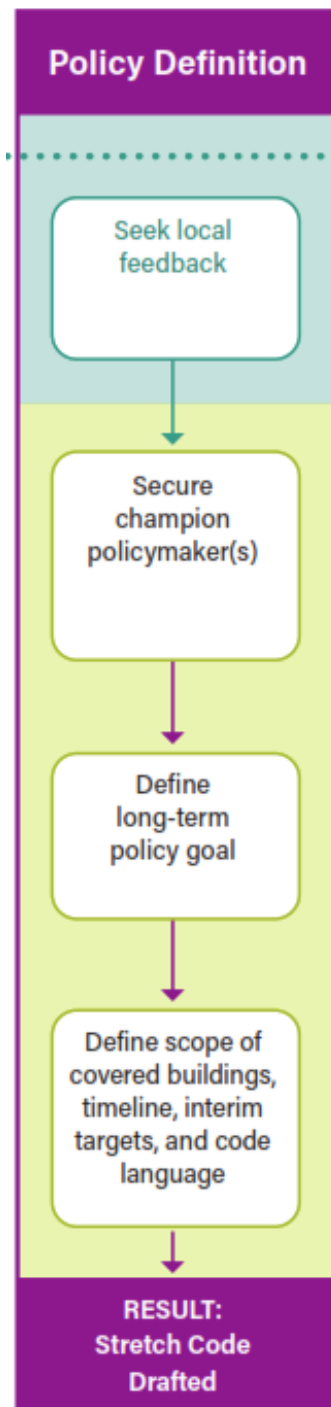 Policy Definition
Seek local
feedback
Secure
champion
policymaker(s)
Define
long-term
policy goal
Define scope of
covered buildings,
timeline, interim
targets, and code
language
RESULT:
Stretch Code
Drafted